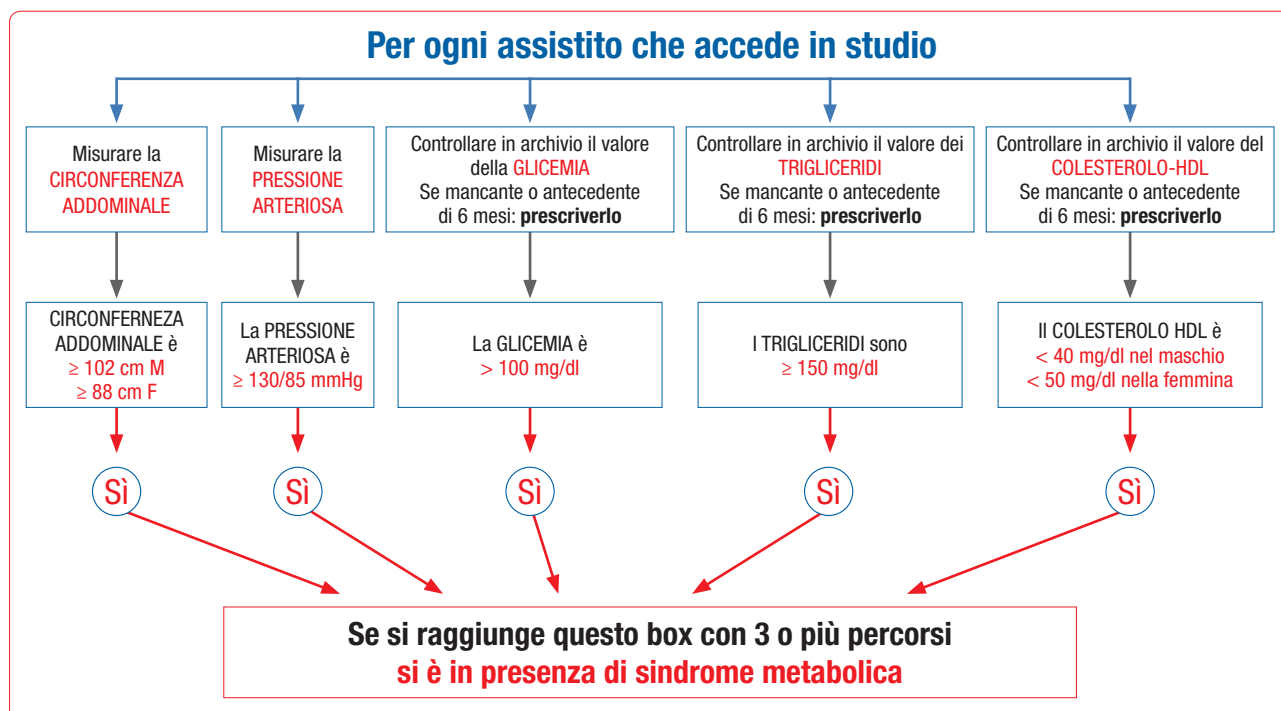 Per ogni assistito che accede in studio
Misurare la
CIRCONFERENZA
ADDOMINALE
Misurare la
PRESSIONE
ARTERIOSA
Controllare in archivio il valore
della GLICEMIA
Se mancante o antecedente
di 6 mesi: prescriverlo
Controllare in archivio il valore dei
TRIGLICERIDI
Se mancante o antecedente
di 6 mesi: prescriverlo
Controllare in archivio il valore del
COLESTEROLO-HDL
Se mancante o antecedente
di 6 mesi: prescriverlo
CIRCONFERNEZA
ADDOMINALE è
≥ 102 cm M
≥ 88 cm F
La PRESSIONE
ARTERIOSA è
≥ 130/85 mmHg
La GLICEMIA è
> 100 mg/dl
I TRIGLICERIDI sono
≥ 150 mg/dl
Il COLESTEROLO HDL è
< 40 mg/dl nel maschio
< 50 mg/dl nella femmina
Sì
Sì
Sì
Sì
Sì
Se si raggiunge questo box con 3 o più percorsi
si è in presenza di sindrome metabolica